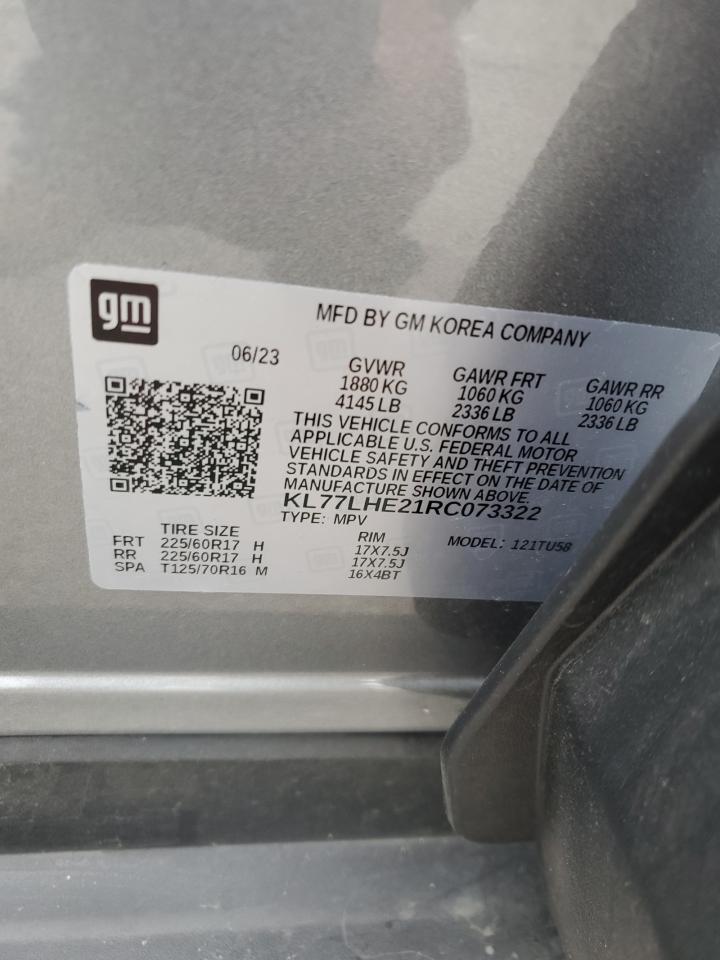 gm
MFD BY GM KOREA COMPANY
06/23
GVWR
1880 KG
4145 LB
GAWR FRT
1060 KG
2336 LB
GAWR RR
1060 KG
2336 LB
THIS VEHICLE CONFORMS TO ALL
APPLICABLE U.S. FEDERAL MOTOR
VEHICLE SAFETY AND THEFT PREVENTION
STANDARDS IN EFFECT ON THE DATE OF
MANUFACTURE SHOWN ABOVE.
KL77LHE21RC073322
TYPE: MPV
MODEL: 121TU58
TIRE SIZE RIM
FRT 225/60R17 H 17X7.5J
RR 225/60R17 H 17X7.5J
SPA T125/70R16 M 16X4BT